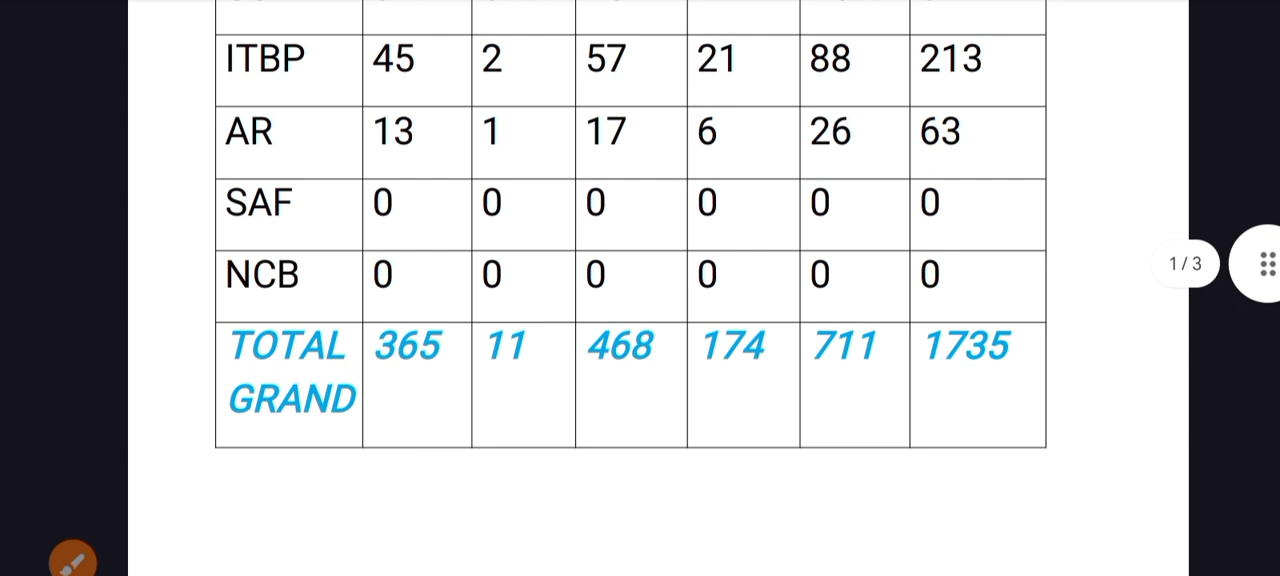 ITBP 45 2 57 21 88 213
AR 13 1 17 6 26 63
SAF 0 0 0 0 0 0
NCB 0 0 0 0 0 0
TOTAL 365 11 468 174 711 1735
GRAND
1/3